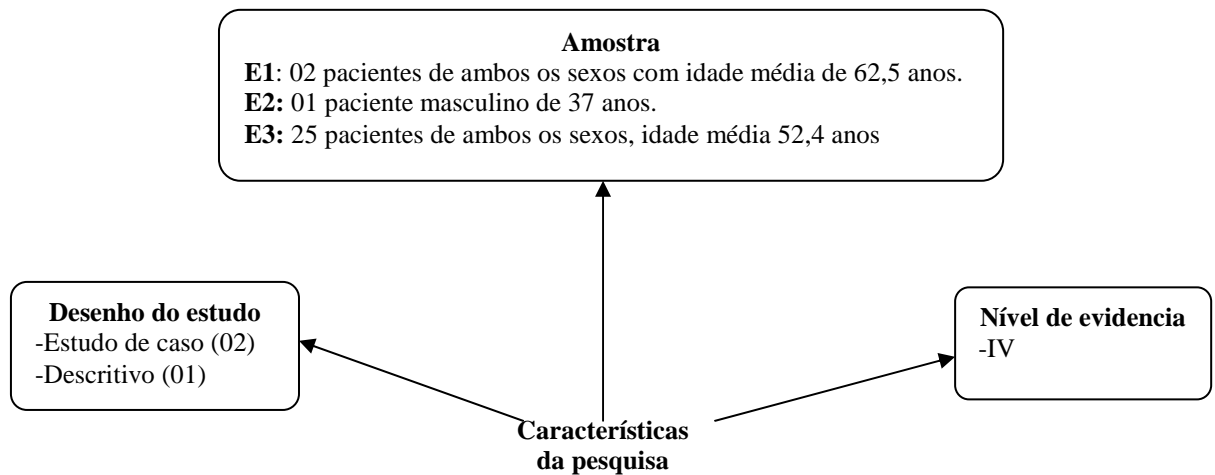 Amostra
E1: 02 pacientes de ambos os sexos com idade média de 62,5 anos.
E2: 01 paciente masculino de 37 anos.
E3: 25 pacientes de ambos os sexos, idade média 52,4 anos
Desenho do estudo
-Estudo de caso (02)
-Descritivo (01)
Nível de evidencia
-IV
Características
da pesquisa